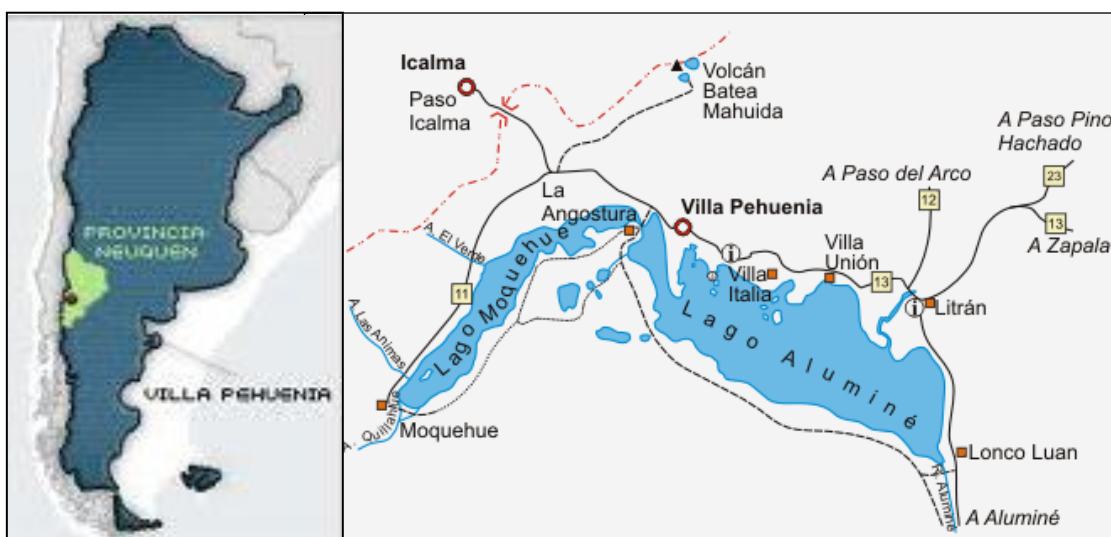 PROVINCIA
NEUQUEN
VILLA PEHUENIA
Icalma
Paso
Icalma
Volcán
Batea
Mahuida
A Paso Pino
Hachado
23
A Paso del Arco
12
13
A Zapala
La
Angostura
Villa Pehuenia
A. El Verde
i
Villa
Italia
Villa
Unión
13
i
Litrán
11
Lago Moquehue
Lago Aluminé
A. Las Animas
Moquehue
A. Quillahue
Lonco Luan
R. Aluminé
A Aluminé